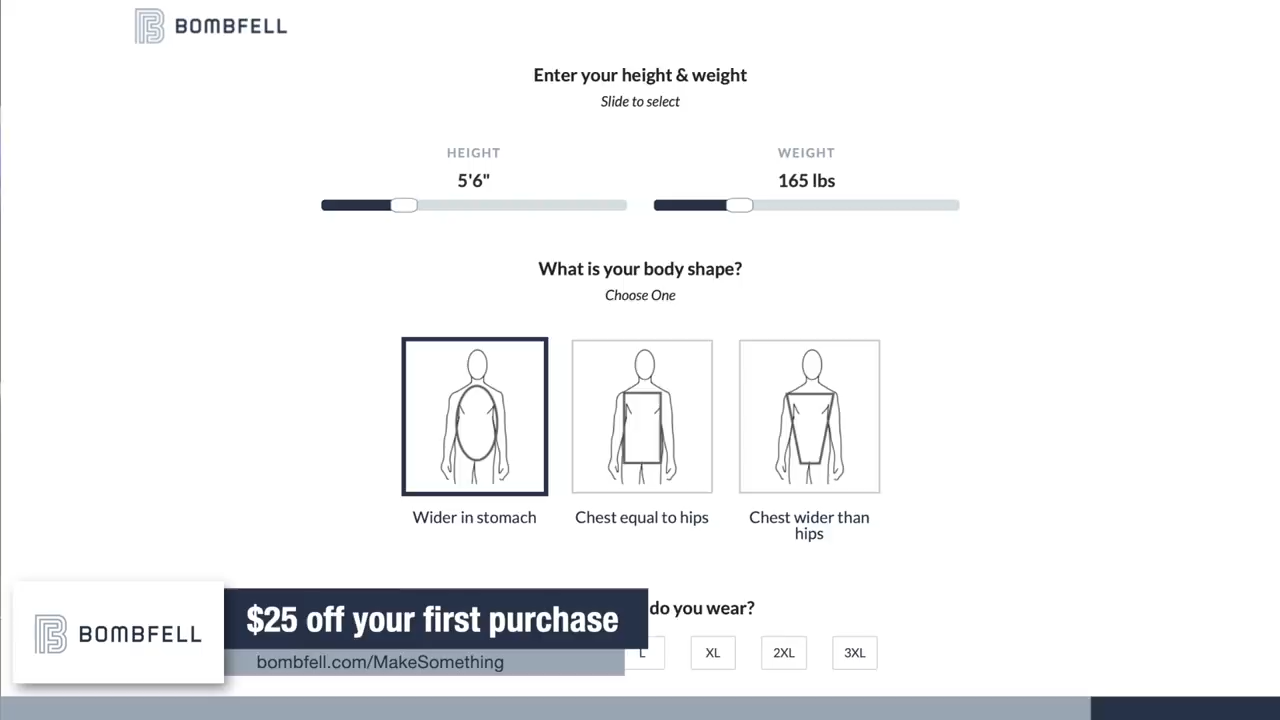 BOMBFELL
Enter your height & weight
Slide to select
HEIGHT
5'6"
WEIGHT
165 lbs
What is your body shape?
Choose One
Wider in stomach
Chest equal to hips
Chest wider than
hips
do you wear?
L
XL
2XL
3XL
BOMBFELL
$25 off your first purchase
bombfell.com/MakeSomething